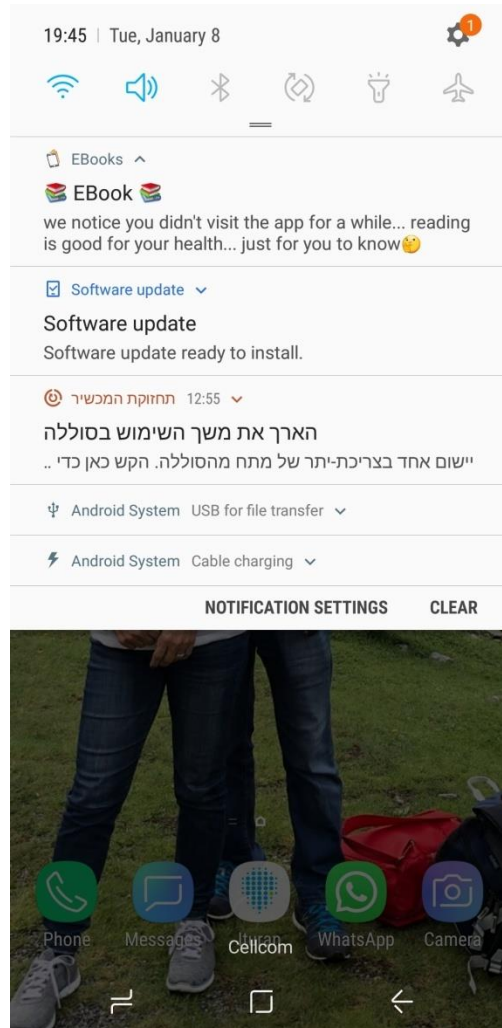 19:45 | Tue, January 8
1
EBooks
📚 EBook 📚
we notice you didn't visit the app for a while... reading
is good for your health... just for you to know🤔
Software update
Software update
Software update ready to install.
תחזוקת המכשיר 12:55
הארך את משך השימוש בסוללה
יישום אחד בצריכת-יתר של מתח מהסוללה. הקש כאן כדי ..
Android System USB for file transfer
Android System Cable charging
NOTIFICATION SETTINGS CLEAR
Phone Messages Ituran WhatsApp Camera
Cellcom